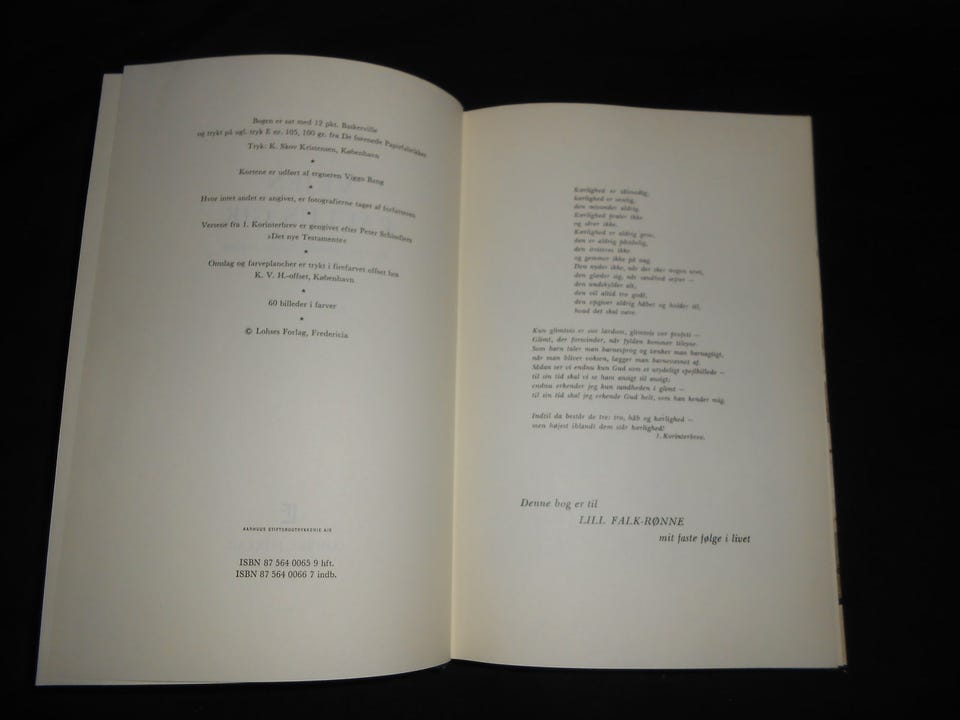 Bogen er sat med 12 pkt. Baskerville
og trykt på ogl. tryk E nr. 105, 100 gr. fra De forenede Papirfabrikker
Tryk: K. Skov Kristensen, København
*
Kortene er udført af tegneren Viggo Bang
*
Hvor intet andet er angivet, er fotografierne taget af forfatteren
*
Versene fra 1. Korinterbrev er gengivet efter Peter Schindlers
»Det nye Testamente«
*
Omslag og farveplancher er trykt i firefarvet offset hos
K. V. H.-offset, København
*
60 billeder i farver
*
© Lohses Forlag, Fredericia
AARHUUS STIFTSBOGTRYKKERIE A/S
ISBN 87 564 0065 9 hft.
ISBN 87 564 0066 7 indb.
Kærlighed er tålmodig,
kærlighed er venlig,
den misunder aldrig.
Kærlighed praler ikke
og sårer ikke.
Kærlighed er aldrig grov,
den er aldrig påståelig,
den irriteres ikke
og gemmer ikke på nag.
Den nyder ikke, når der sker nogen uret,
den glæder sig, når sandhed sejrer –
den undskylder alt,
den vil altid tro godt,
den opgiver aldrig håbet og holder til,
hvad det skal være.
Kun glimtvis er vor lærdom, glimtvis vor profeti –
Glimt, der forsvinder, når fylden kommer tilsyne.
Som barn taler man barnesprog og tænker man barnagtigt,
når man bliver voksen, lægger man barnevæsnet af.
Sådan ser vi endnu kun Gud som et utydeligt spejlbillede –
til sin tid skal vi se ham ansigt til ansigt;
endnu erkender jeg kun sandheden i glimt –
til sin tid skal jeg erkende Gud helt, som han kender mig.
Indtil da består de tre: tro, håb og kærlighed –
men højest iblandt dem står kærlighed!
1. Korinterbrev.
Denne bog er til
LILI FALK-RØNNE
mit faste følge i livet